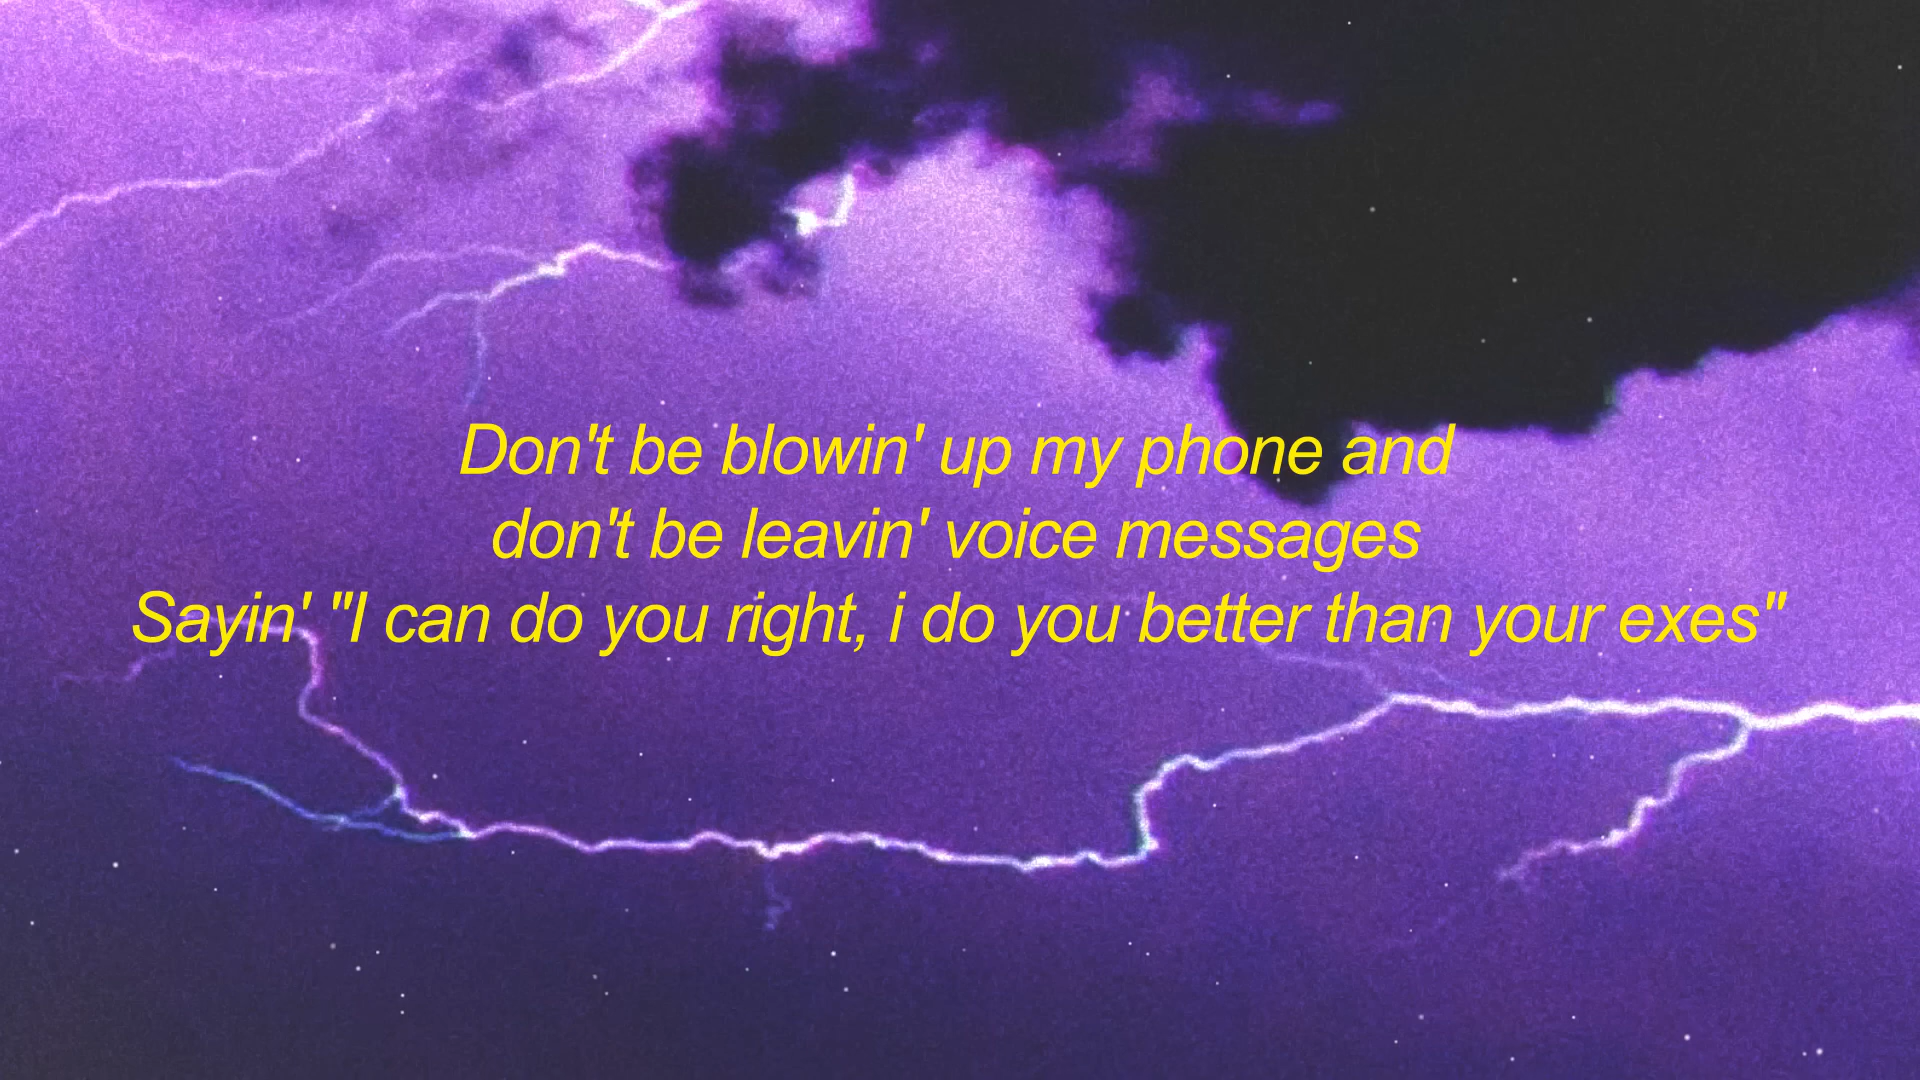 Don't be blowin' up my phone and
don't be leavin' voice messages
Sayin' "I can do you right, i do you better than your exes"